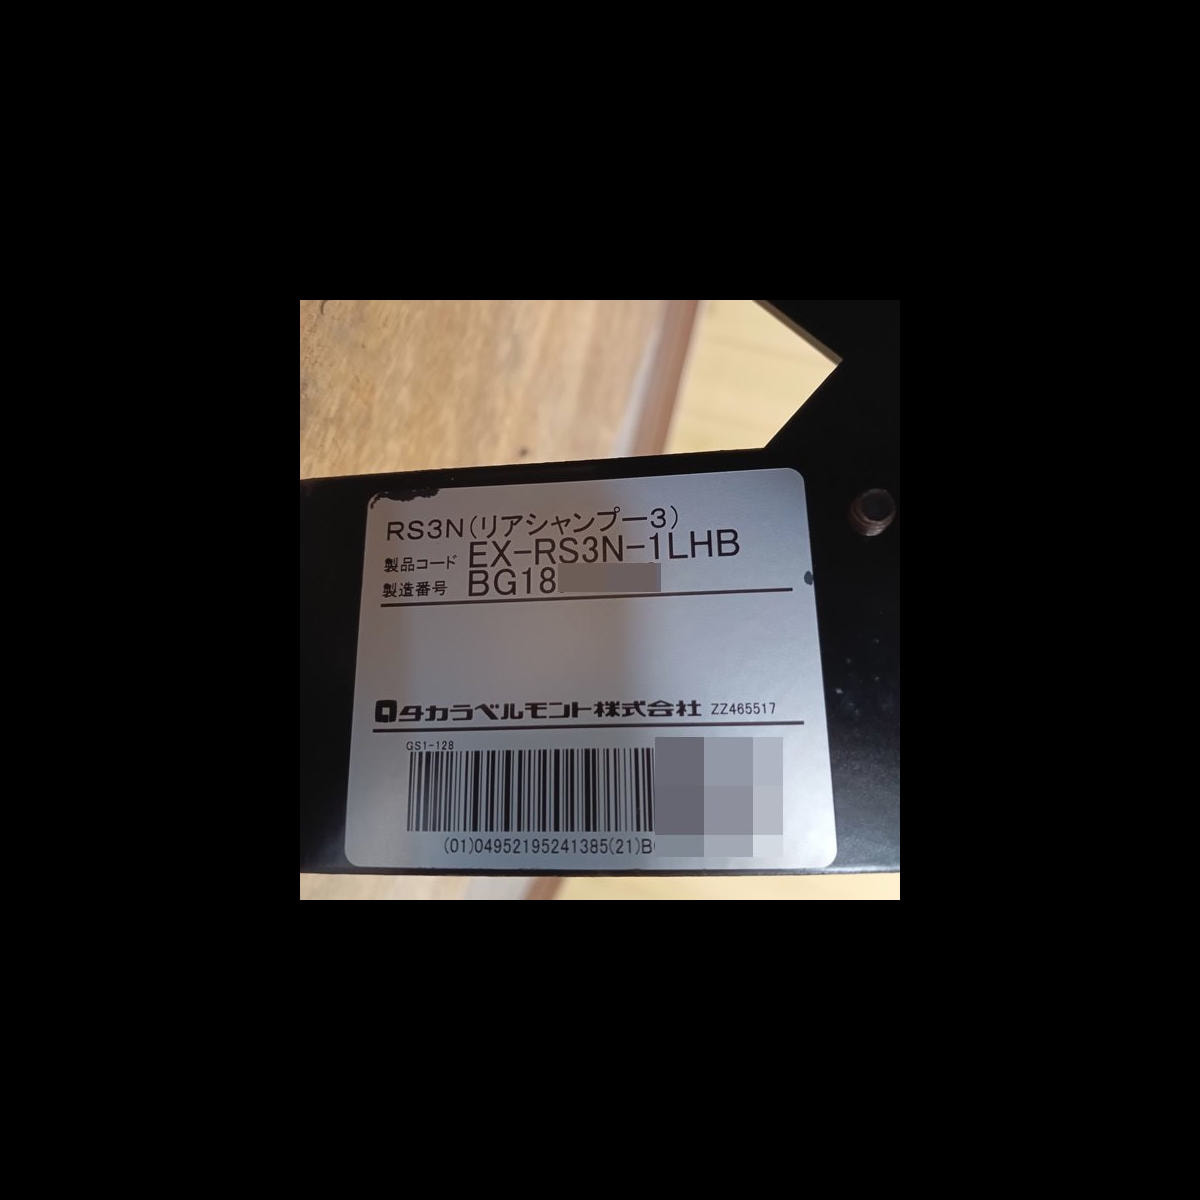 RS3N(リアシャンプー3)
製品コード EX-RS3N-1LHB
製造番号 BG18
タカラベルモント株式会社 ZZ465517
GS1-128
(01)04952195241385(21)B